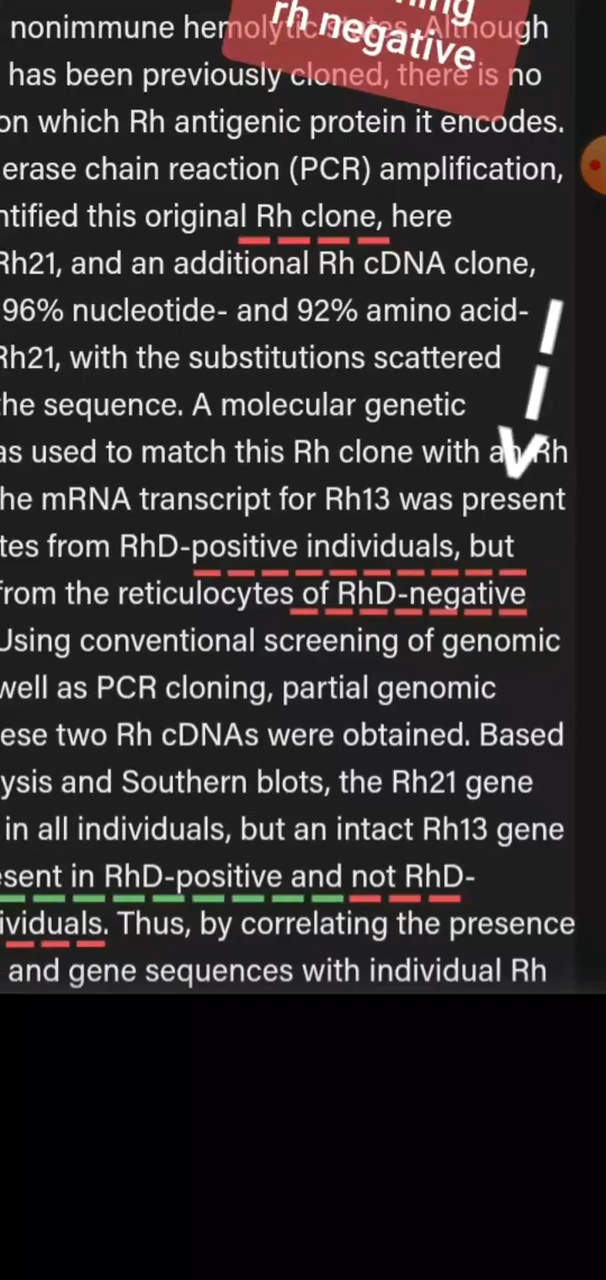 rh negative
nonimmune hemolytic states. Although
has been previously cloned, there is no
on which Rh antigenic protein it encodes.
erase chain reaction (PCR) amplification,
ntified this original Rh clone, here
Rh21, and an additional Rh cDNA clone,
96% nucleotide- and 92% amino acid-
Rh21, with the substitutions scattered
he sequence. A molecular genetic
as used to match this Rh clone with an Rh
he mRNA transcript for Rh13 was present
tes from RhD-positive individuals, but
from the reticulocytes of RhD-negative
Using conventional screening of genomic
well as PCR cloning, partial genomic
ese two Rh cDNAs were obtained. Based
ysis and Southern blots, the Rh21 gene
in all individuals, but an intact Rh13 gene
esent in RhD-positive and not RhD-
ividuals. Thus, by correlating the presence
and gene sequences with individual Rh